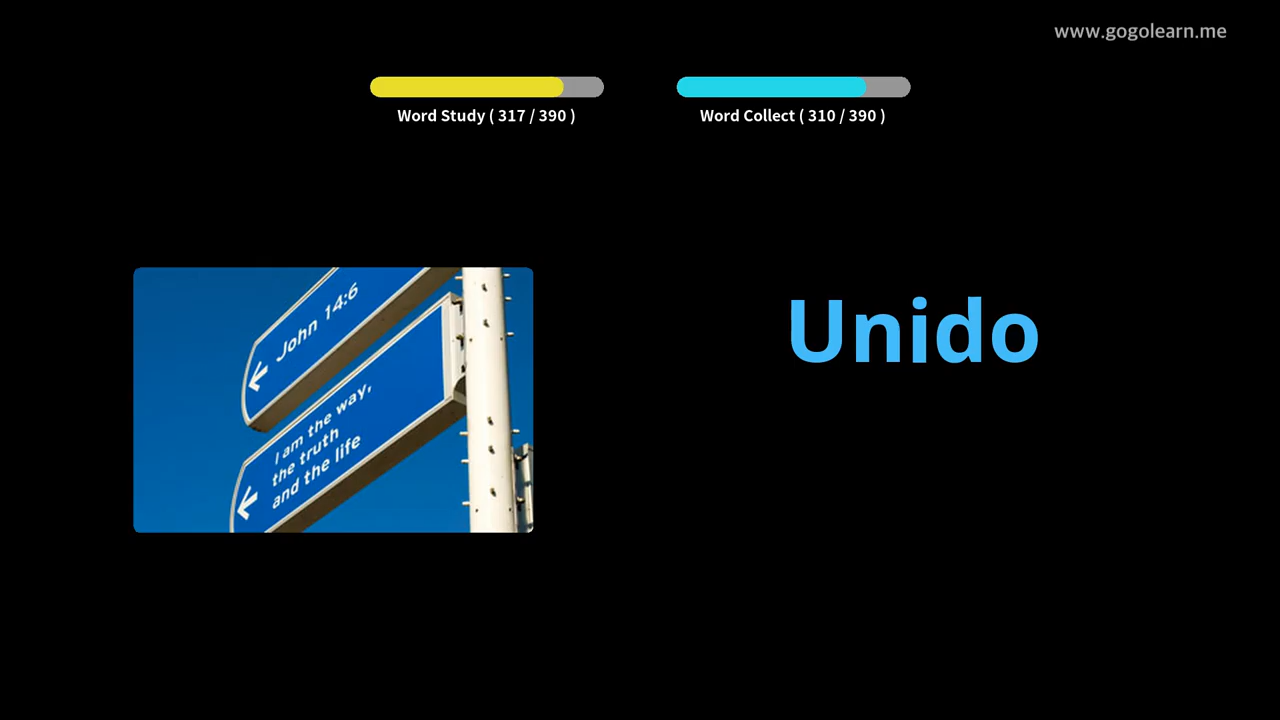 www.gogolearn.me
Word Study ( 317 / 390 )
Word Collect ( 310 / 390 )
John 14:6
I am the way,
the truth
and the life
Unido